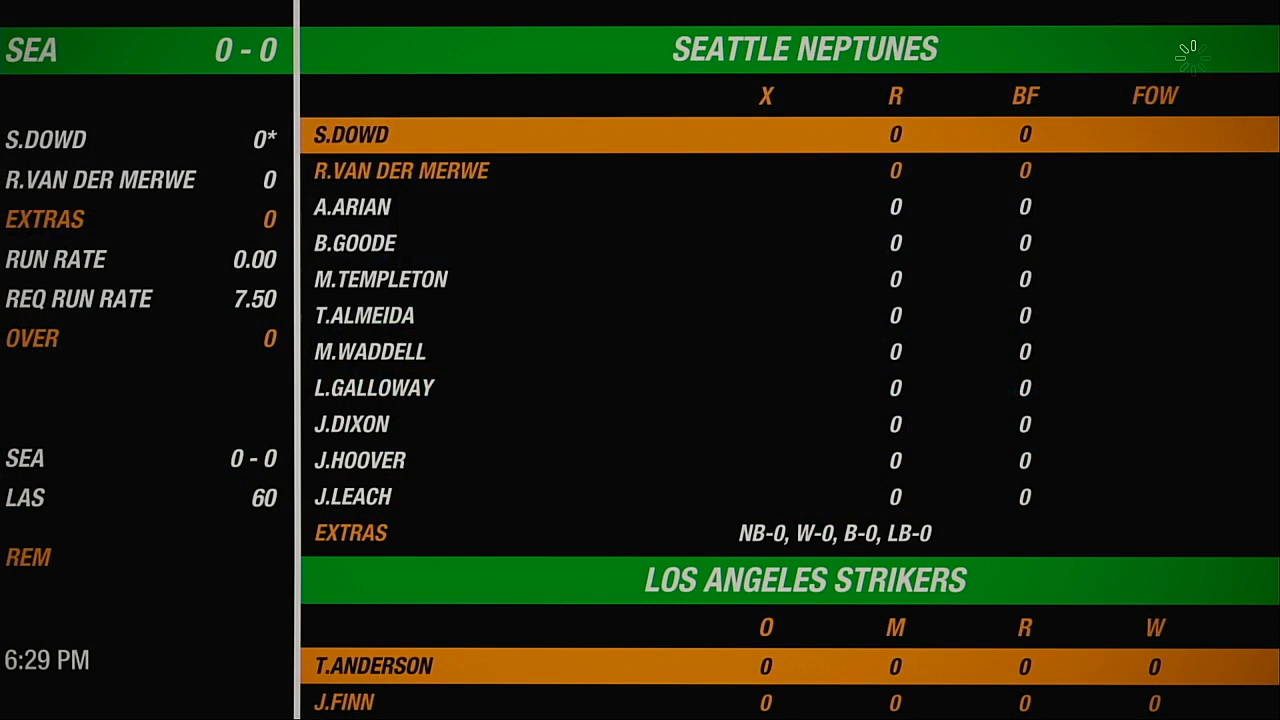 SEA 0 - 0
S.DOWD 0*
R.VAN DER MERWE 0
EXTRAS 0
RUN RATE 0.00
REQ RUN RATE 7.50
OVER 0
SEA 0 - 0
LAS 60
REM
6:29 PM
SEATTLE NEPTUNES
X R BF FOW
S.DOWD 0 0
R.VAN DER MERWE 0 0
A.ARIAN 0 0
B.GOODE 0 0
M.TEMPLETON 0 0
T.ALMEIDA 0 0
M.WADDELL 0 0
L.GALLOWAY 0 0
J.DIXON 0 0
J.HOOVER 0 0
J.LEACH 0 0
EXTRAS NB-0, W-0, B-0, LB-0
LOS ANGELES STRIKERS
O M R W
T.ANDERSON 0 0 0 0
J.FINN 0 0 0 0